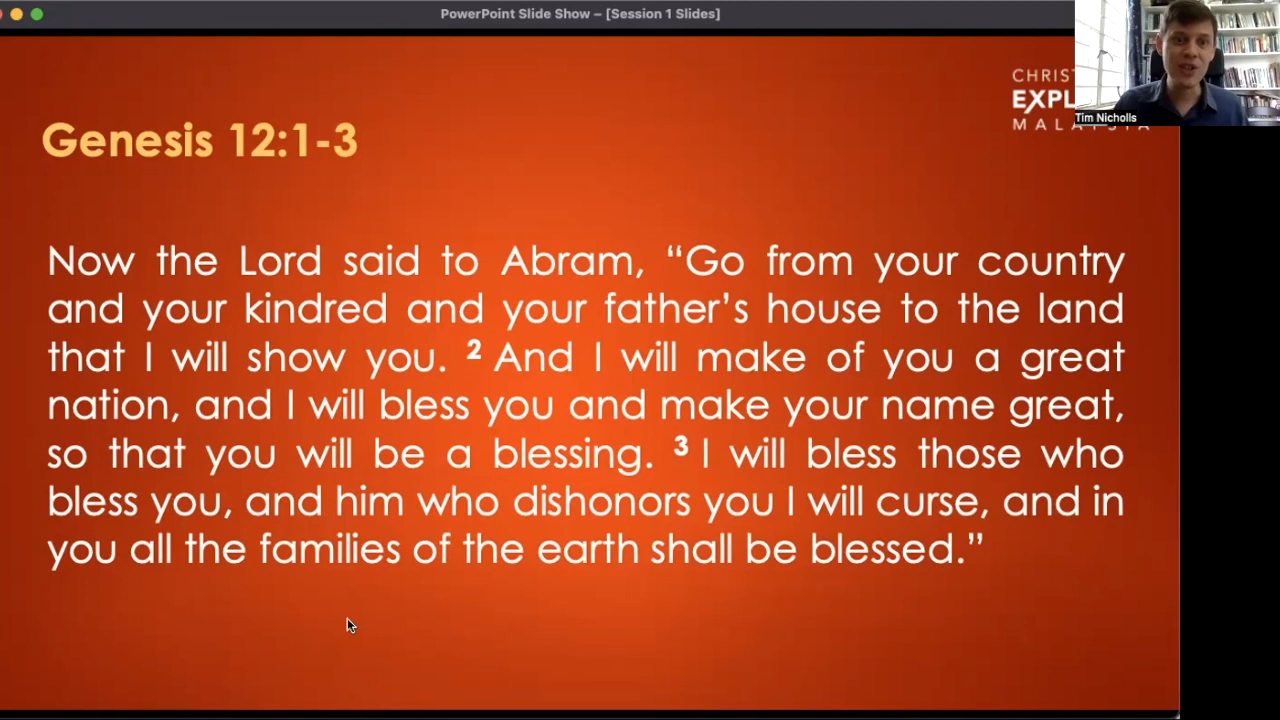 PowerPoint Slide Show – [Session 1 Slides]
CHRIST
EXPL
MALAYSIA
Tim Nicholls
Genesis 12:1-3
Now the Lord said to Abram, “Go from your country
and your kindred and your father’s house to the land
that I will show you. 2 And I will make of you a great
nation, and I will bless you and make your name great,
so that you will be a blessing. 3 I will bless those who
bless you, and him who dishonors you I will curse, and in
you all the families of the earth shall be blessed.”